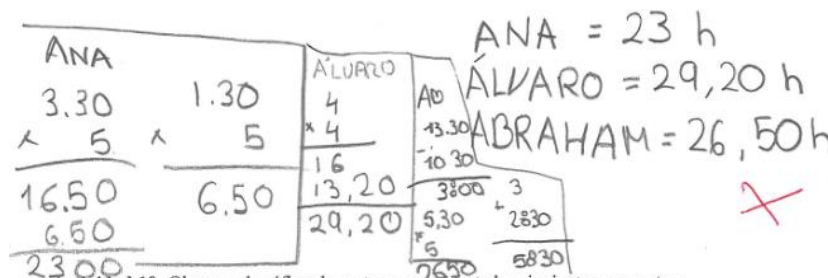 ANA
3.30
x 5
16.50
6.50
2300
1.30
x 5
6.50
ÁLVARO
4
x 4
16
13,20
29,20
AB
13.30
-10 30
3:00
5,30
x 5
2650
3
+ 2830
5830
ANA = 23 h
ÁLVARO = 29,20 h
ABRAHAM = 26,50 h